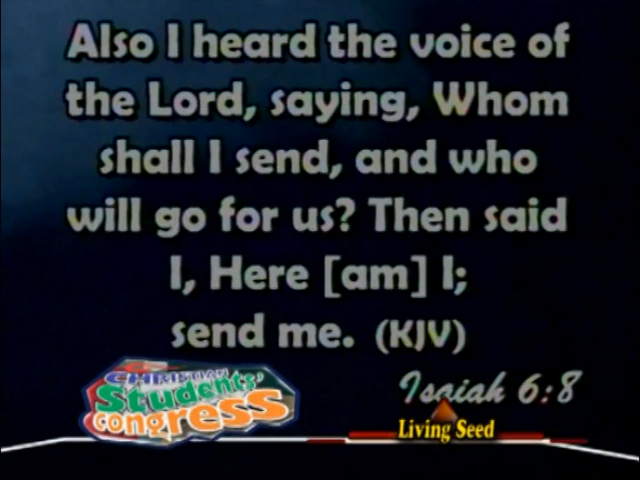 Also I heard the voice of
the Lord, saying, Whom
shall I send, and who
will go for us? Then said
I, Here [am] I;
send me. (KJV)
Isaiah 6:8
CHRISTIAN
Students'
congress
Living Seed